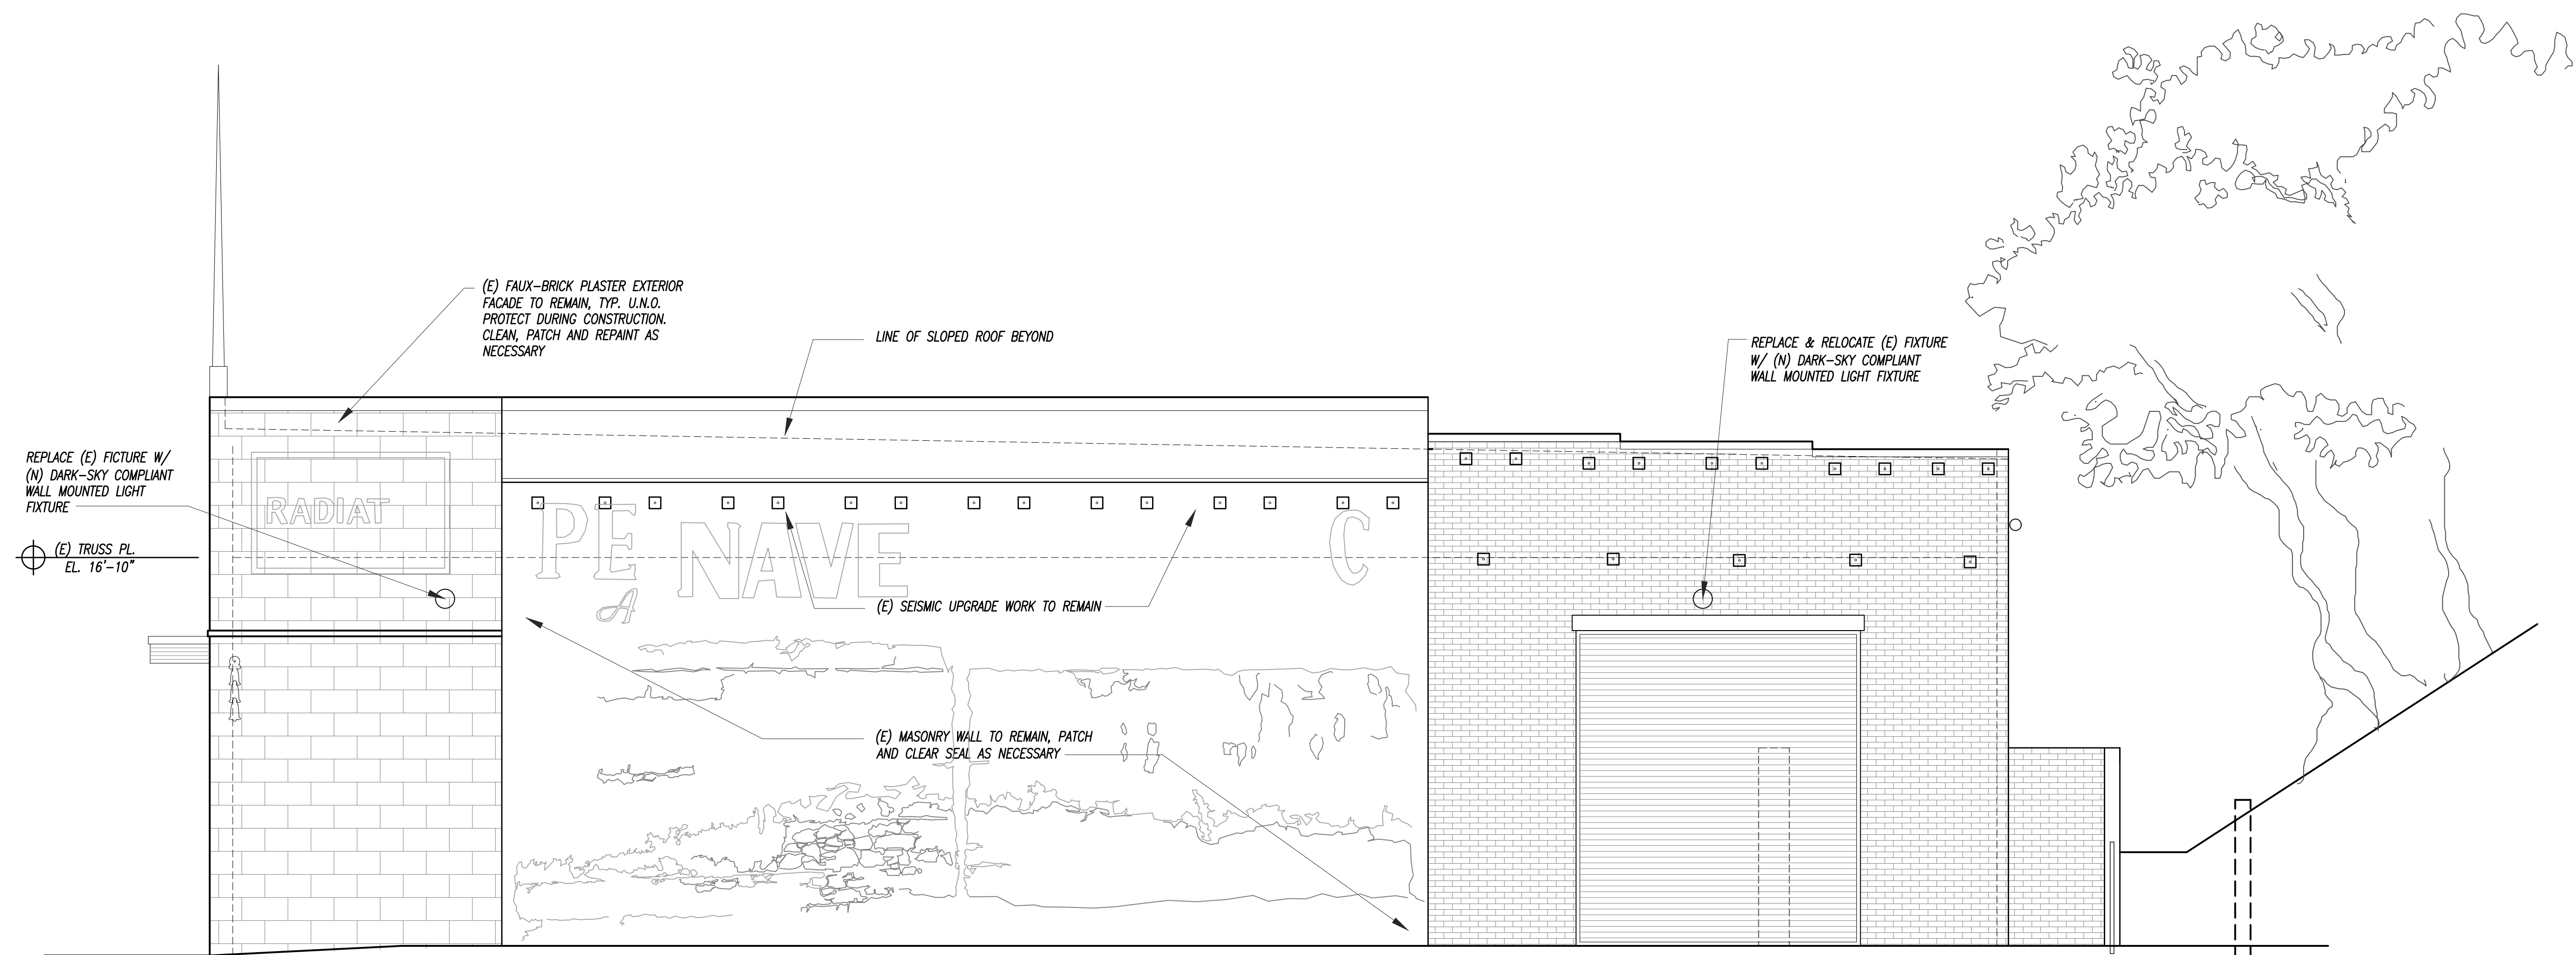 (E) FAUX-BRICK PLASTER EXTERIOR
FACADE TO REMAIN, TYP. U.N.O.
PROTECT DURING CONSTRUCTION.
CLEAN, PATCH AND REPAINT AS
NECESSARY
LINE OF SLOPED ROOF BEYOND
REPLACE & RELOCATE (E) FIXTURE
W/ (N) DARK-SKY COMPLIANT
WALL MOUNTED LIGHT FIXTURE
REPLACE (E) FICTURE W/
(N) DARK-SKY COMPLIANT
WALL MOUNTED LIGHT
FIXTURE
(E) TRUSS PL.
EL. 16'-10"
RADIAT
PE
NAVE
C
A
(E) SEISMIC UPGRADE WORK TO REMAIN
(E) MASONRY WALL TO REMAIN, PATCH
AND CLEAR SEAL AS NECESSARY